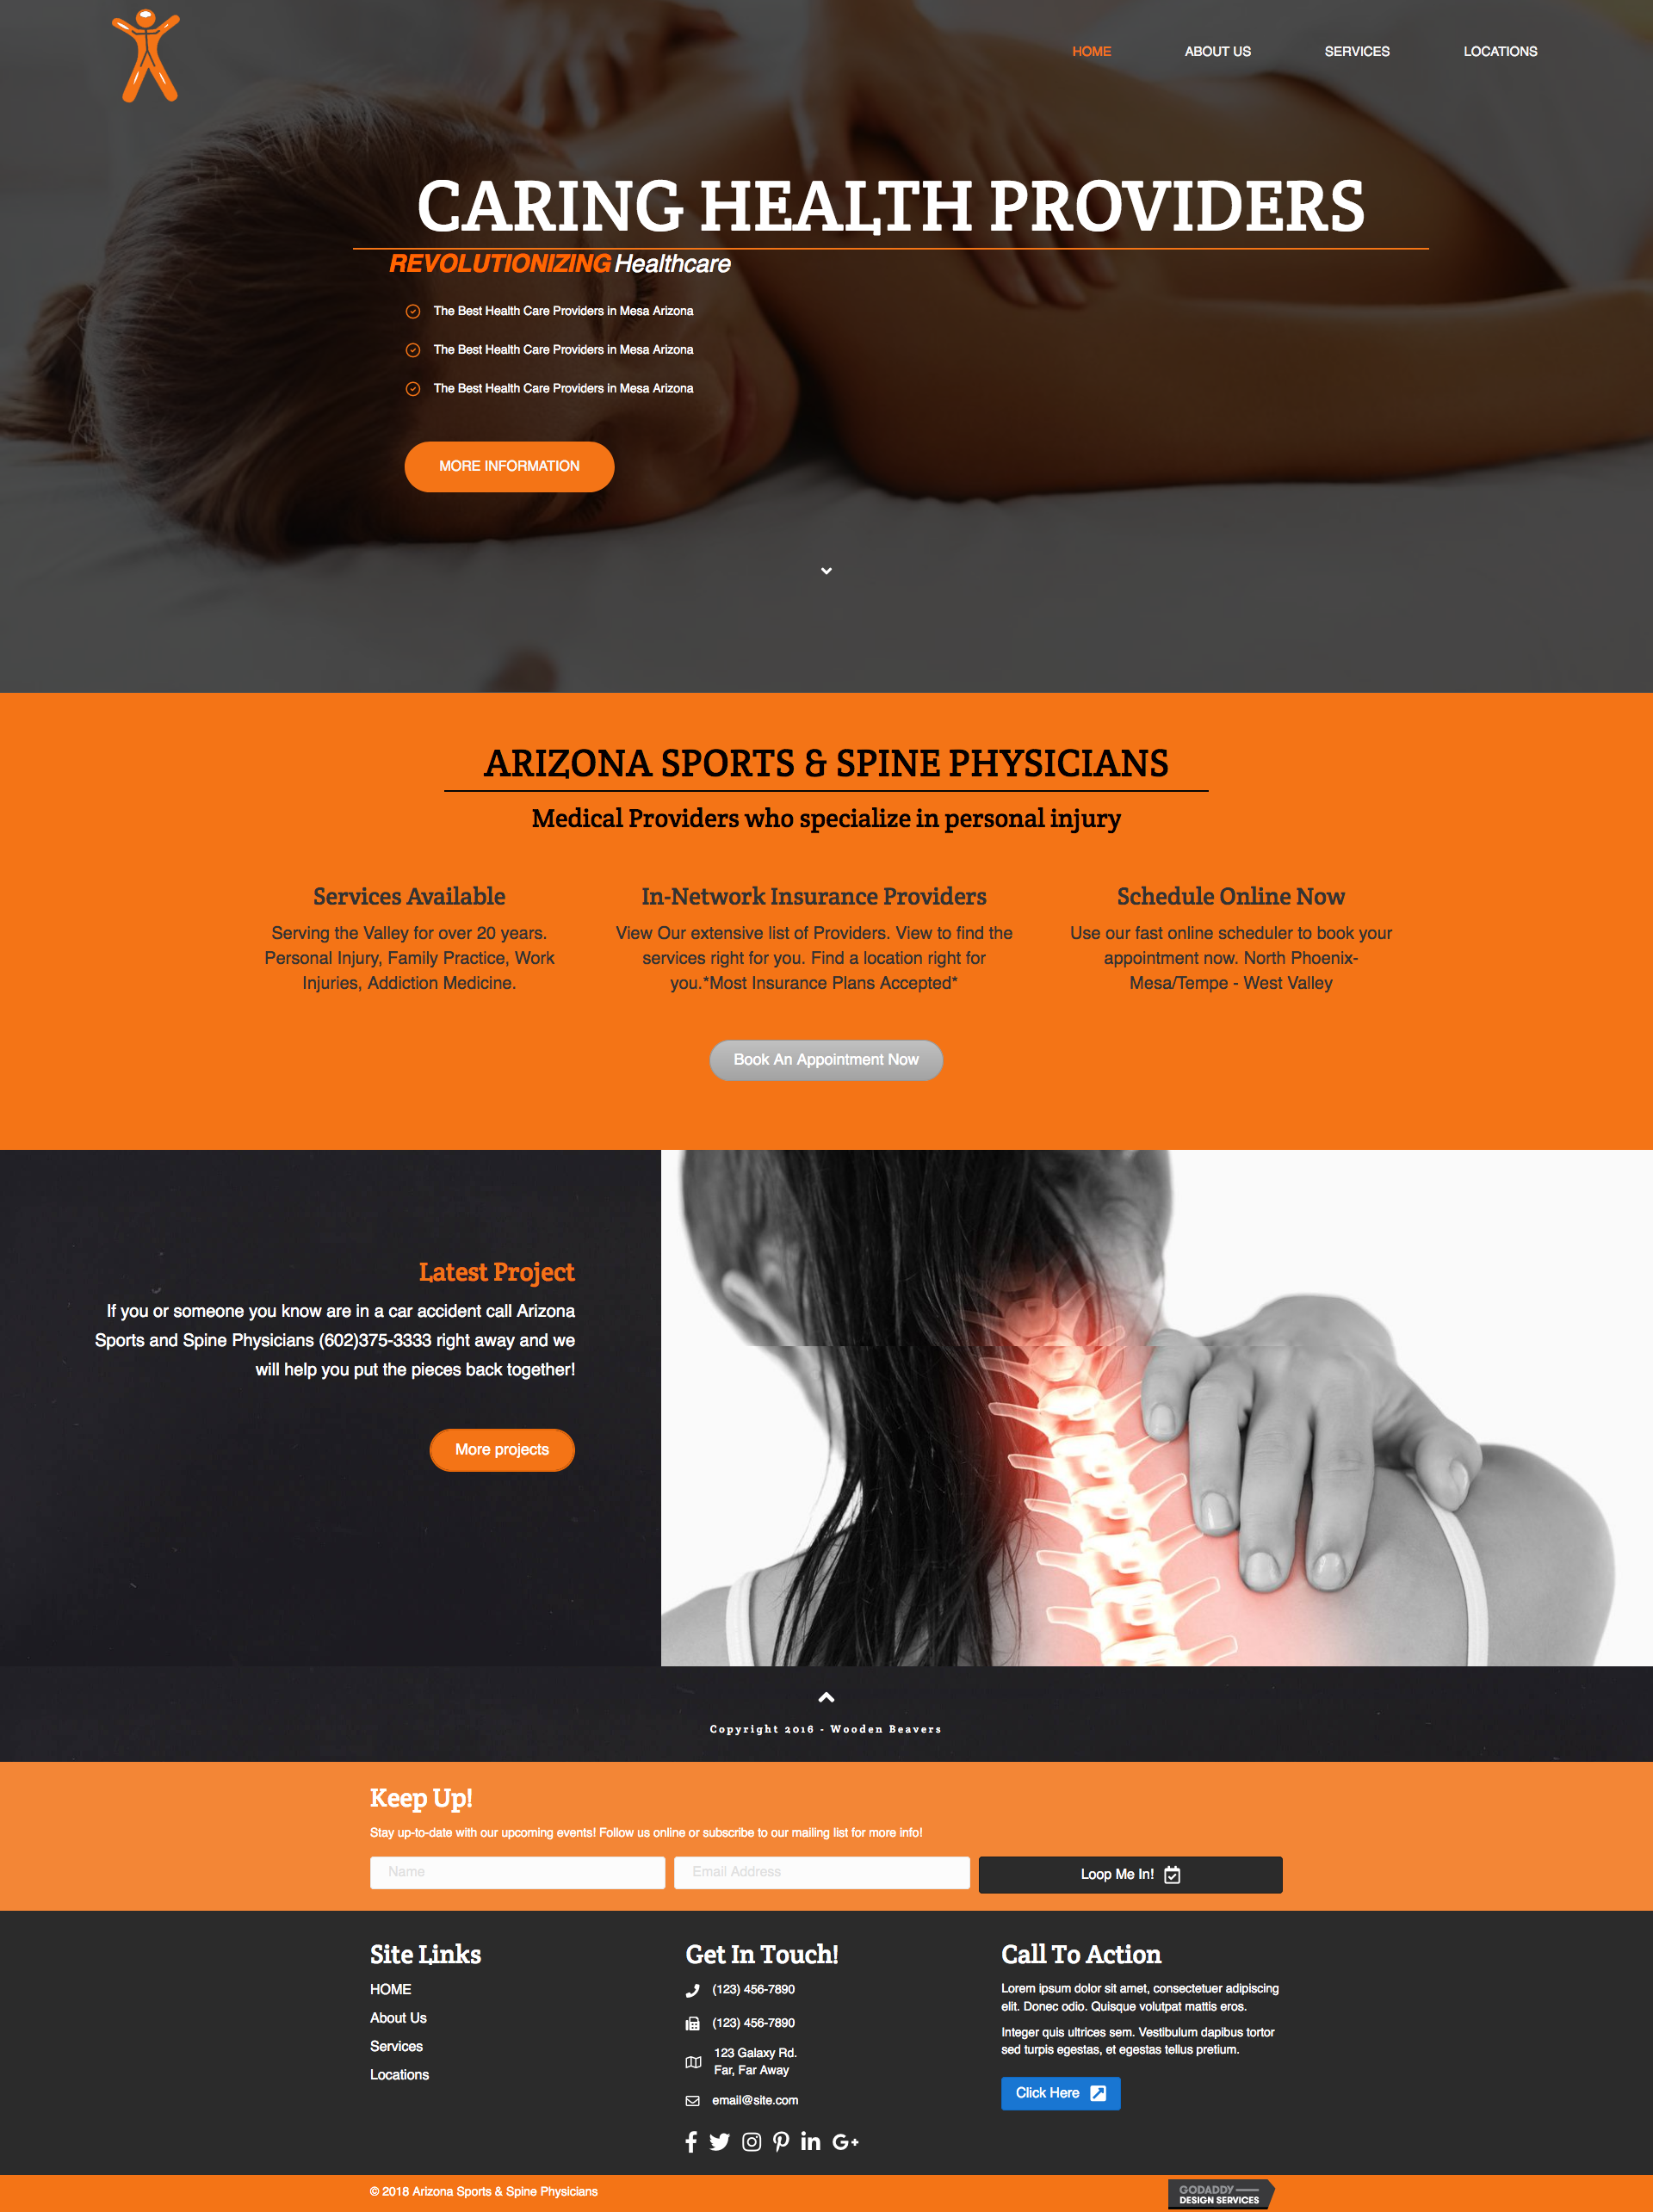 HOME ABOUT US SERVICES LOCATIONS
CARING HEALTH PROVIDERS
REVOLUTIONIZING Healthcare
The Best Health Care Providers in Mesa Arizona
The Best Health Care Providers in Mesa Arizona
The Best Health Care Providers in Mesa Arizona
MORE INFORMATION
ARIZONA SPORTS & SPINE PHYSICIANS
Medical Providers who specialize in personal injury
Services Available
Serving the Valley for over 20 years.
Personal Injury, Family Practice, Work
Injuries, Addiction Medicine.
In-Network Insurance Providers
View Our extensive list of Providers. View to find the
services right for you. Find a location right for
you.*Most Insurance Plans Accepted*
Schedule Online Now
Use our fast online scheduler to book your
appointment now. North Phoenix-
Mesa/Tempe - West Valley
Book An Appointment Now
Latest Project
If you or someone you know are in a car accident call Arizona
Sports and Spine Physicians (602)375-3333 right away and we
will help you put the pieces back together!
More projects
Copyright 2016 - Wooden Beavers
Keep Up!
Stay up-to-date with our upcoming events! Follow us online or subscribe to our mailing list for more info!
Name
Email Address
Loop Me In!
Site Links
HOME
About Us
Services
Locations
Get In Touch!
(123) 456-7890
(123) 456-7890
123 Galaxy Rd.
Far, Far Away
email@site.com
Call To Action
Lorem ipsum dolor sit amet, consectetuer adipiscing
elit. Donec odio. Quisque volutpat mattis eros.
Integer quis ultrices sem. Vestibulum dapibus tortor
sed turpis egestas, et egestas tellus pretium.
Click Here
© 2018 Arizona Sports & Spine Physicians
GODADDY
DESIGN SERVICES